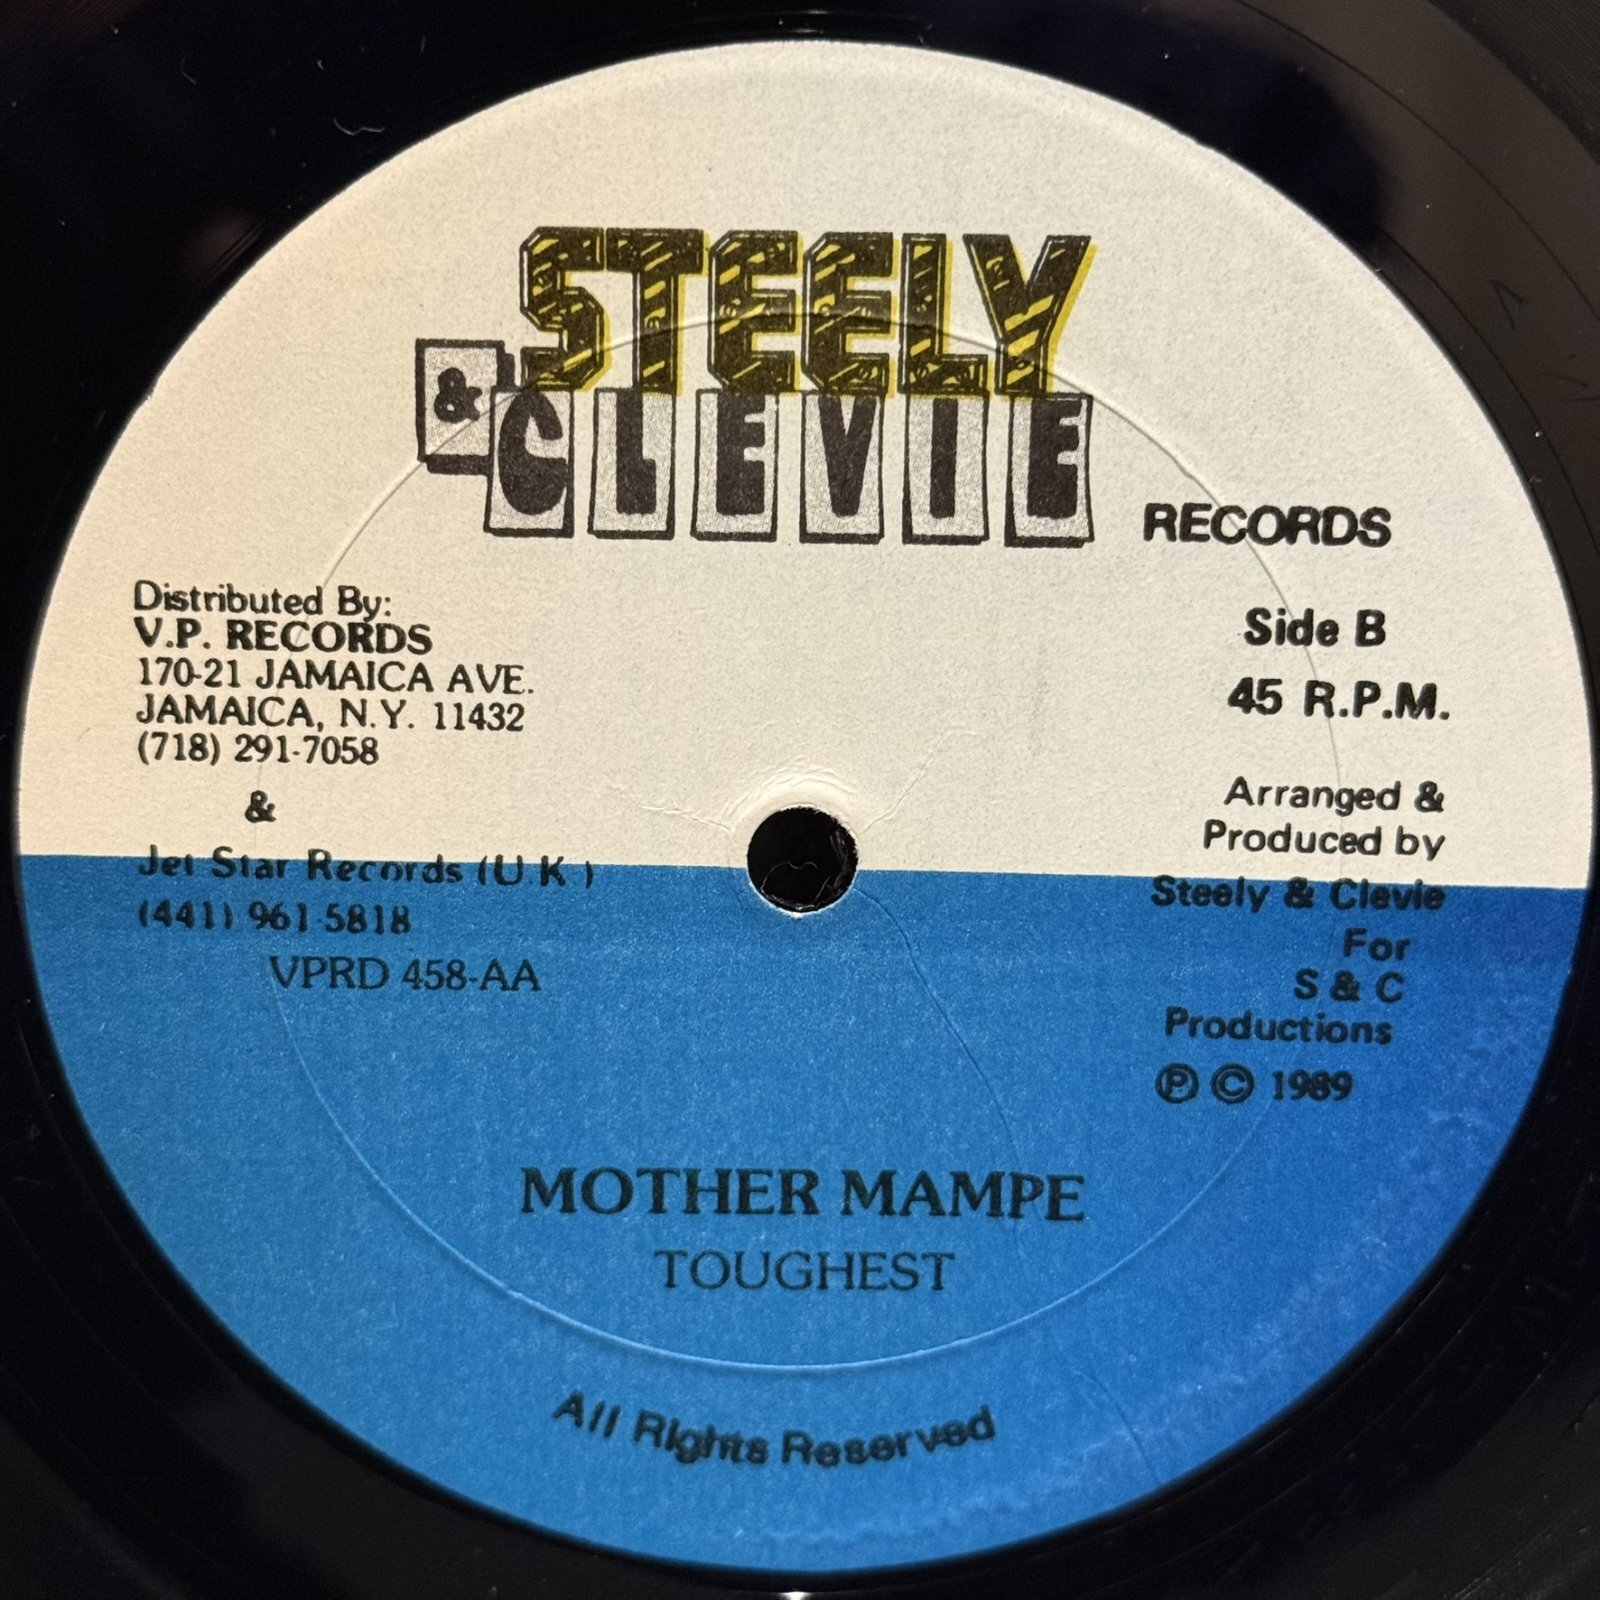 STEELY
& CLEVIE
RECORDS
Distributed By:
V.P. RECORDS
170-21 JAMAICA AVE.
JAMAICA, N.Y. 11432
(718) 291-7058
&
Jet Star Records (U.K.)
(441) 961-5818
VPRD 458-AA
Side B
45 R.P.M.
Arranged &
Produced by
Steely & Clevie
For
S & C
Productions
Ⓟ © 1989
MOTHER MAMPE
TOUGHEST
All Rights Reserved